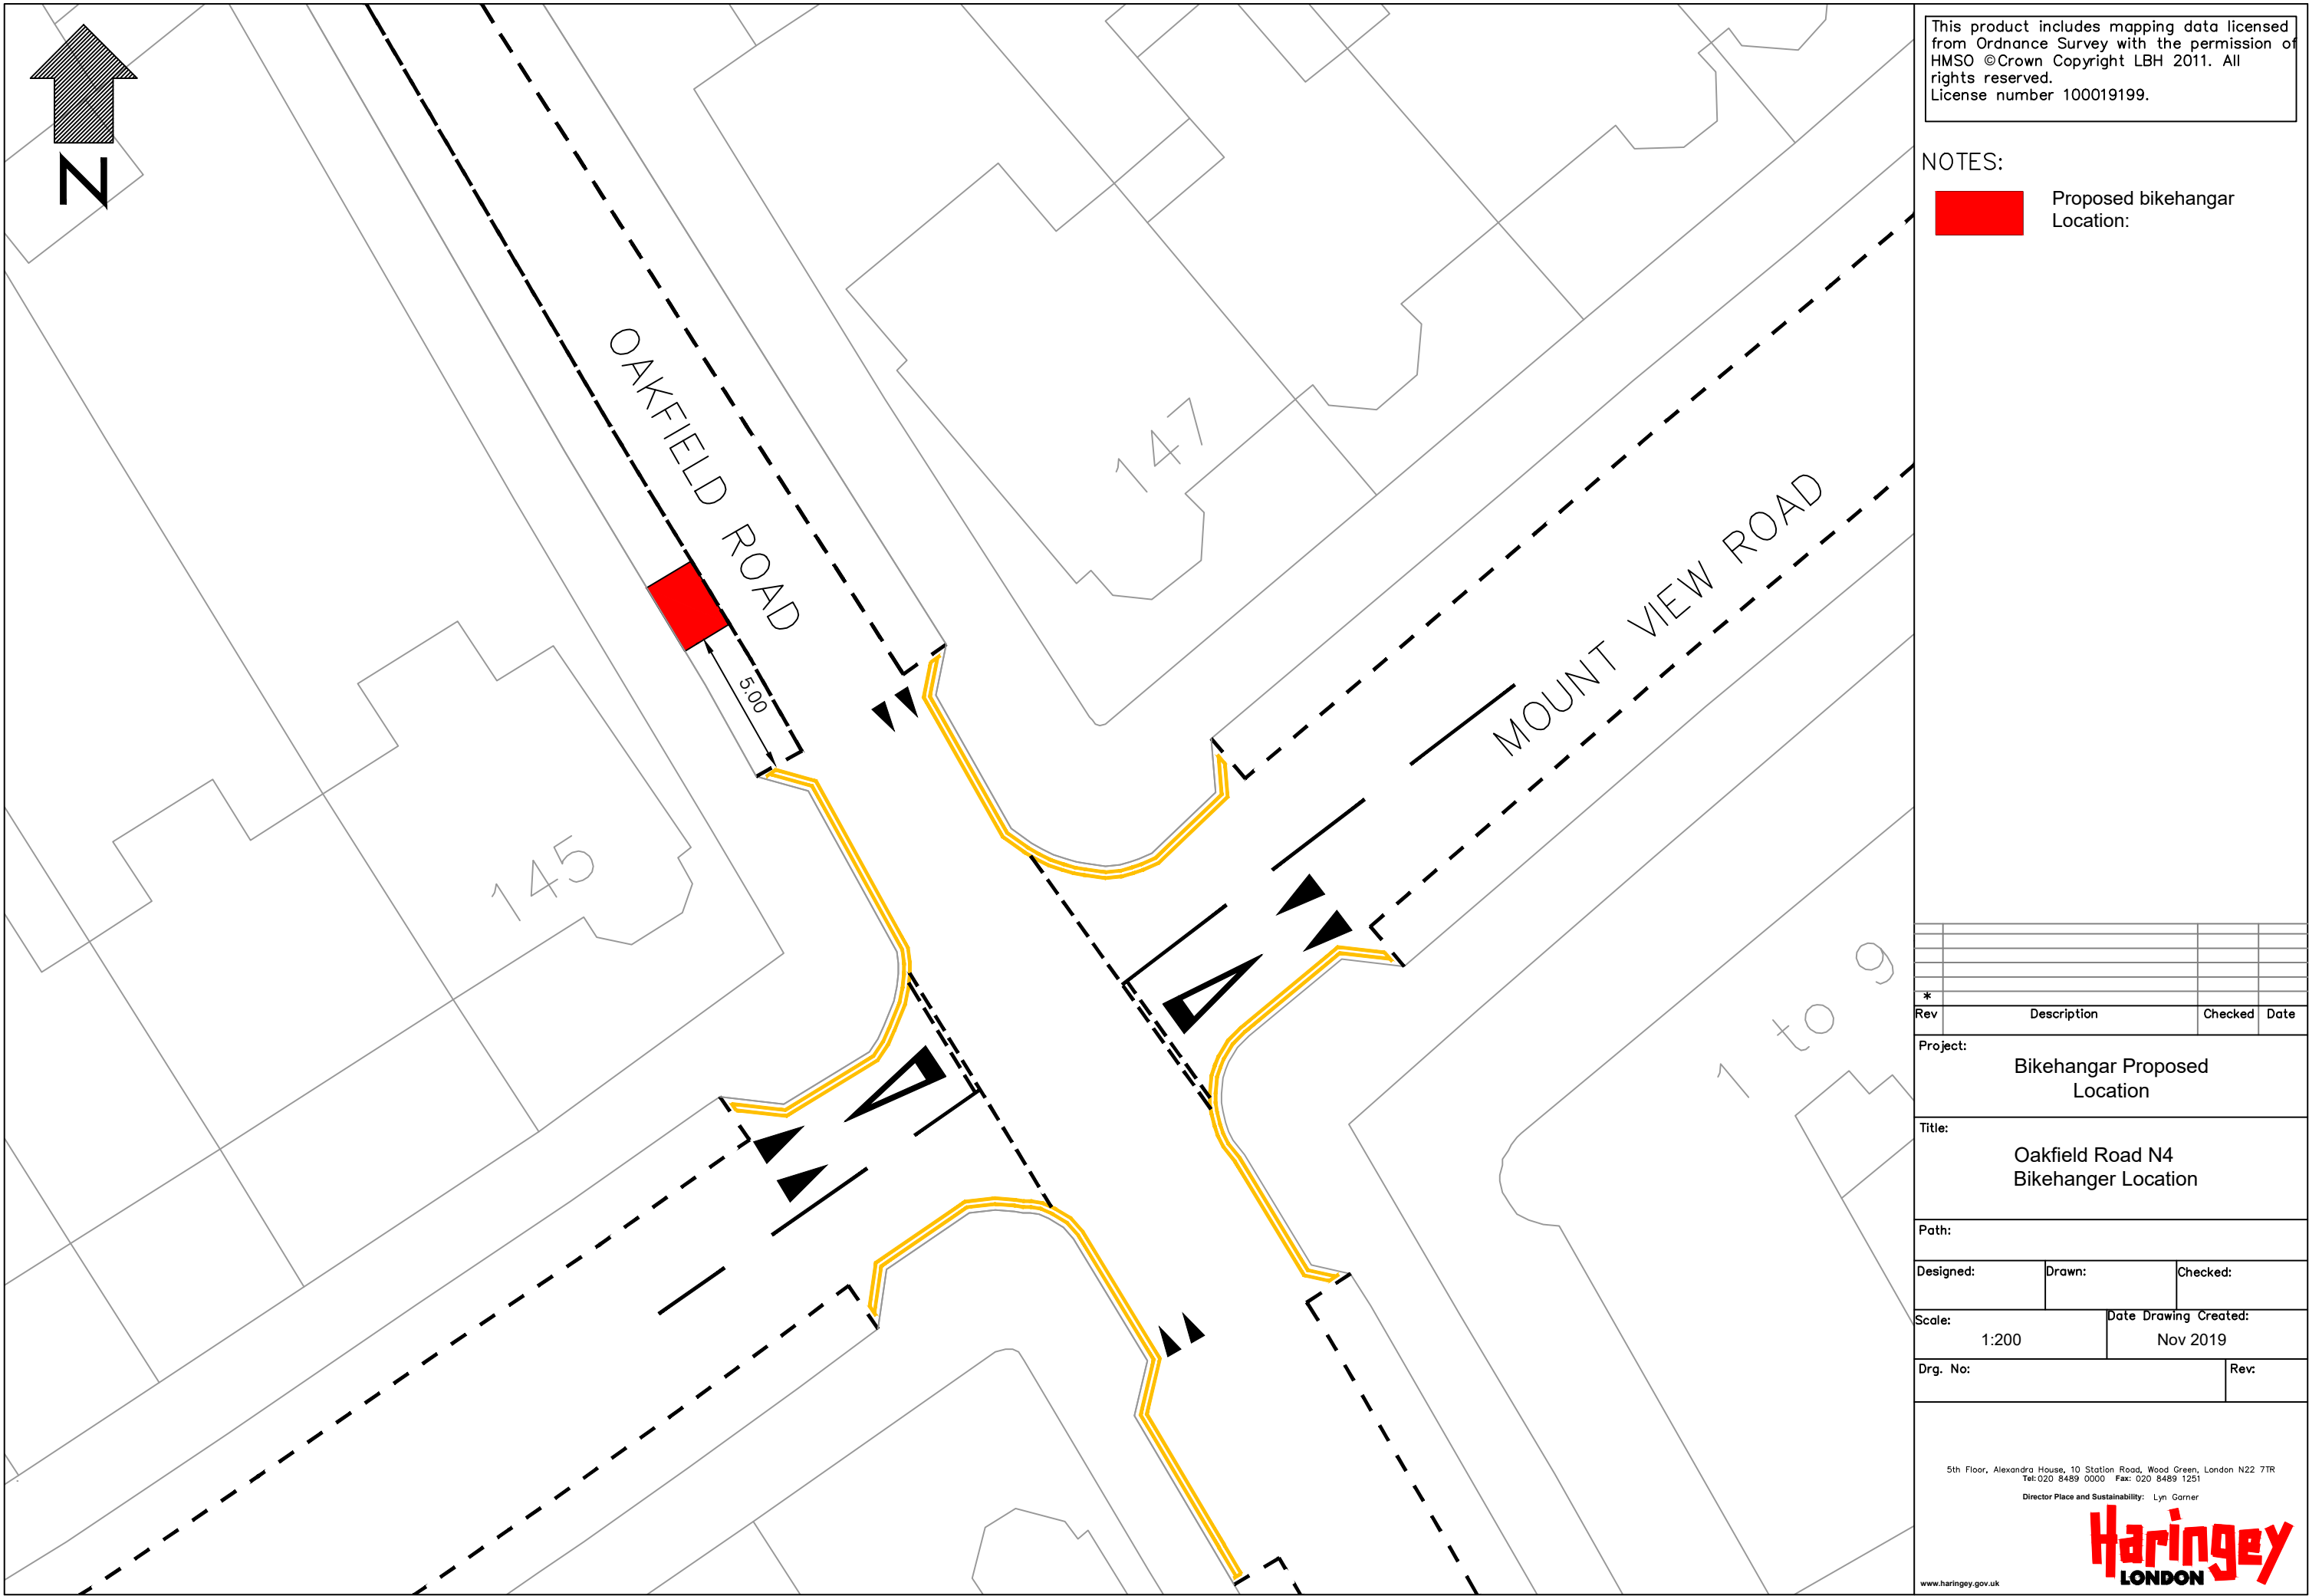 N
OAKFIELD ROAD
5.00
147
MOUNT VIEW ROAD
145
1 to 9
This product includes mapping data licensed
from Ordnance Survey with the permission of
HMSO ©Crown Copyright LBH 2011. All
rights reserved.
License number 100019199.
NOTES:
Proposed bikehangar
Location:
*
Rev Description Checked Date
Project:
Bikehangar Proposed
Location
Title:
Oakfield Road N4
Bikehanger Location
Path:
Designed: Drawn: Checked:
Scale: Date Drawing Created:
1:200 Nov 2019
Drg. No: Rev:
5th Floor, Alexandra House, 10 Station Road, Wood Green, London N22 7TR
Tel: 020 8489 0000 Fax: 020 8489 1251
Director Place and Sustainability: Lyn Garner
Haringey
LONDON
www.haringey.gov.uk